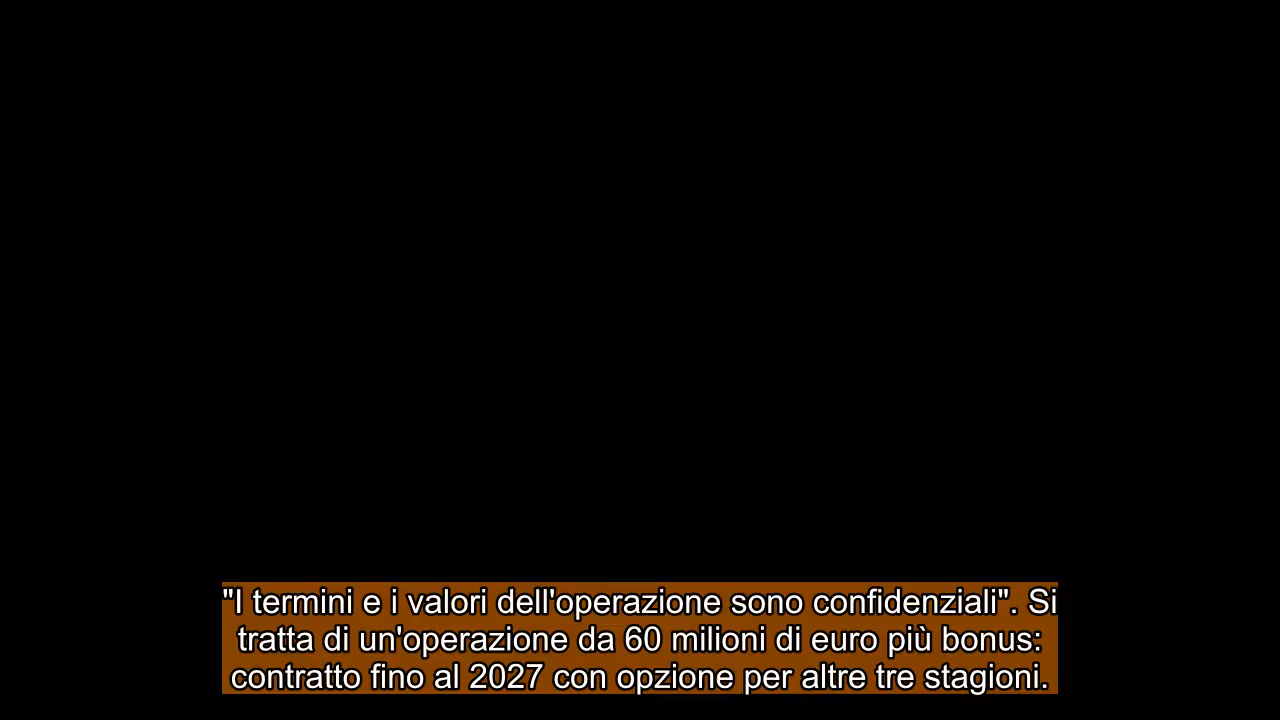 "I termini e i valori dell'operazione sono confidenziali". Si
tratta di un'operazione da 60 milioni di euro più bonus:
contratto fino al 2027 con opzione per altre tre stagioni.